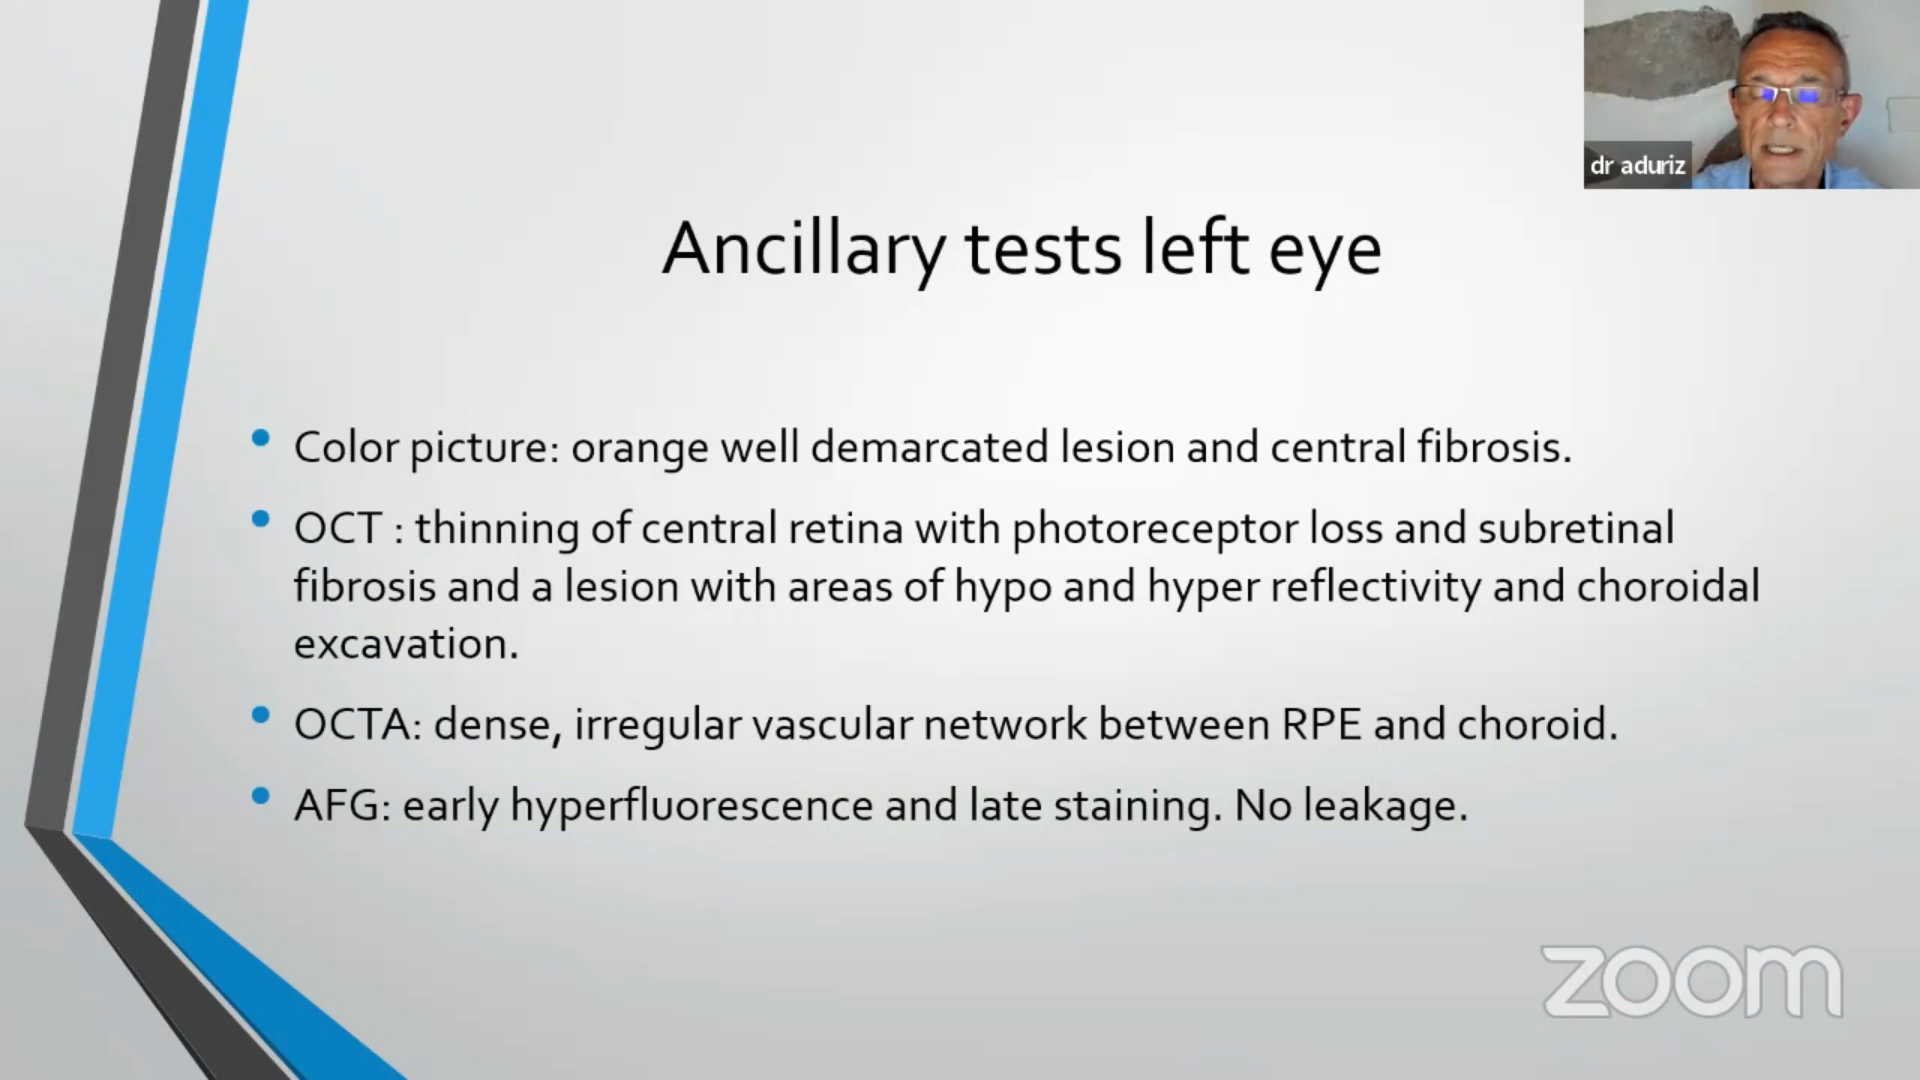 dr aduriz
Ancillary tests left eye
• Color picture: orange well demarcated lesion and central fibrosis.
• OCT : thinning of central retina with photoreceptor loss and subretinal
fibrosis and a lesion with areas of hypo and hyper reflectivity and choroidal
excavation.
• OCTA: dense, irregular vascular network between RPE and choroid.
• AFG: early hyperfluorescence and late staining. No leakage.
zoom